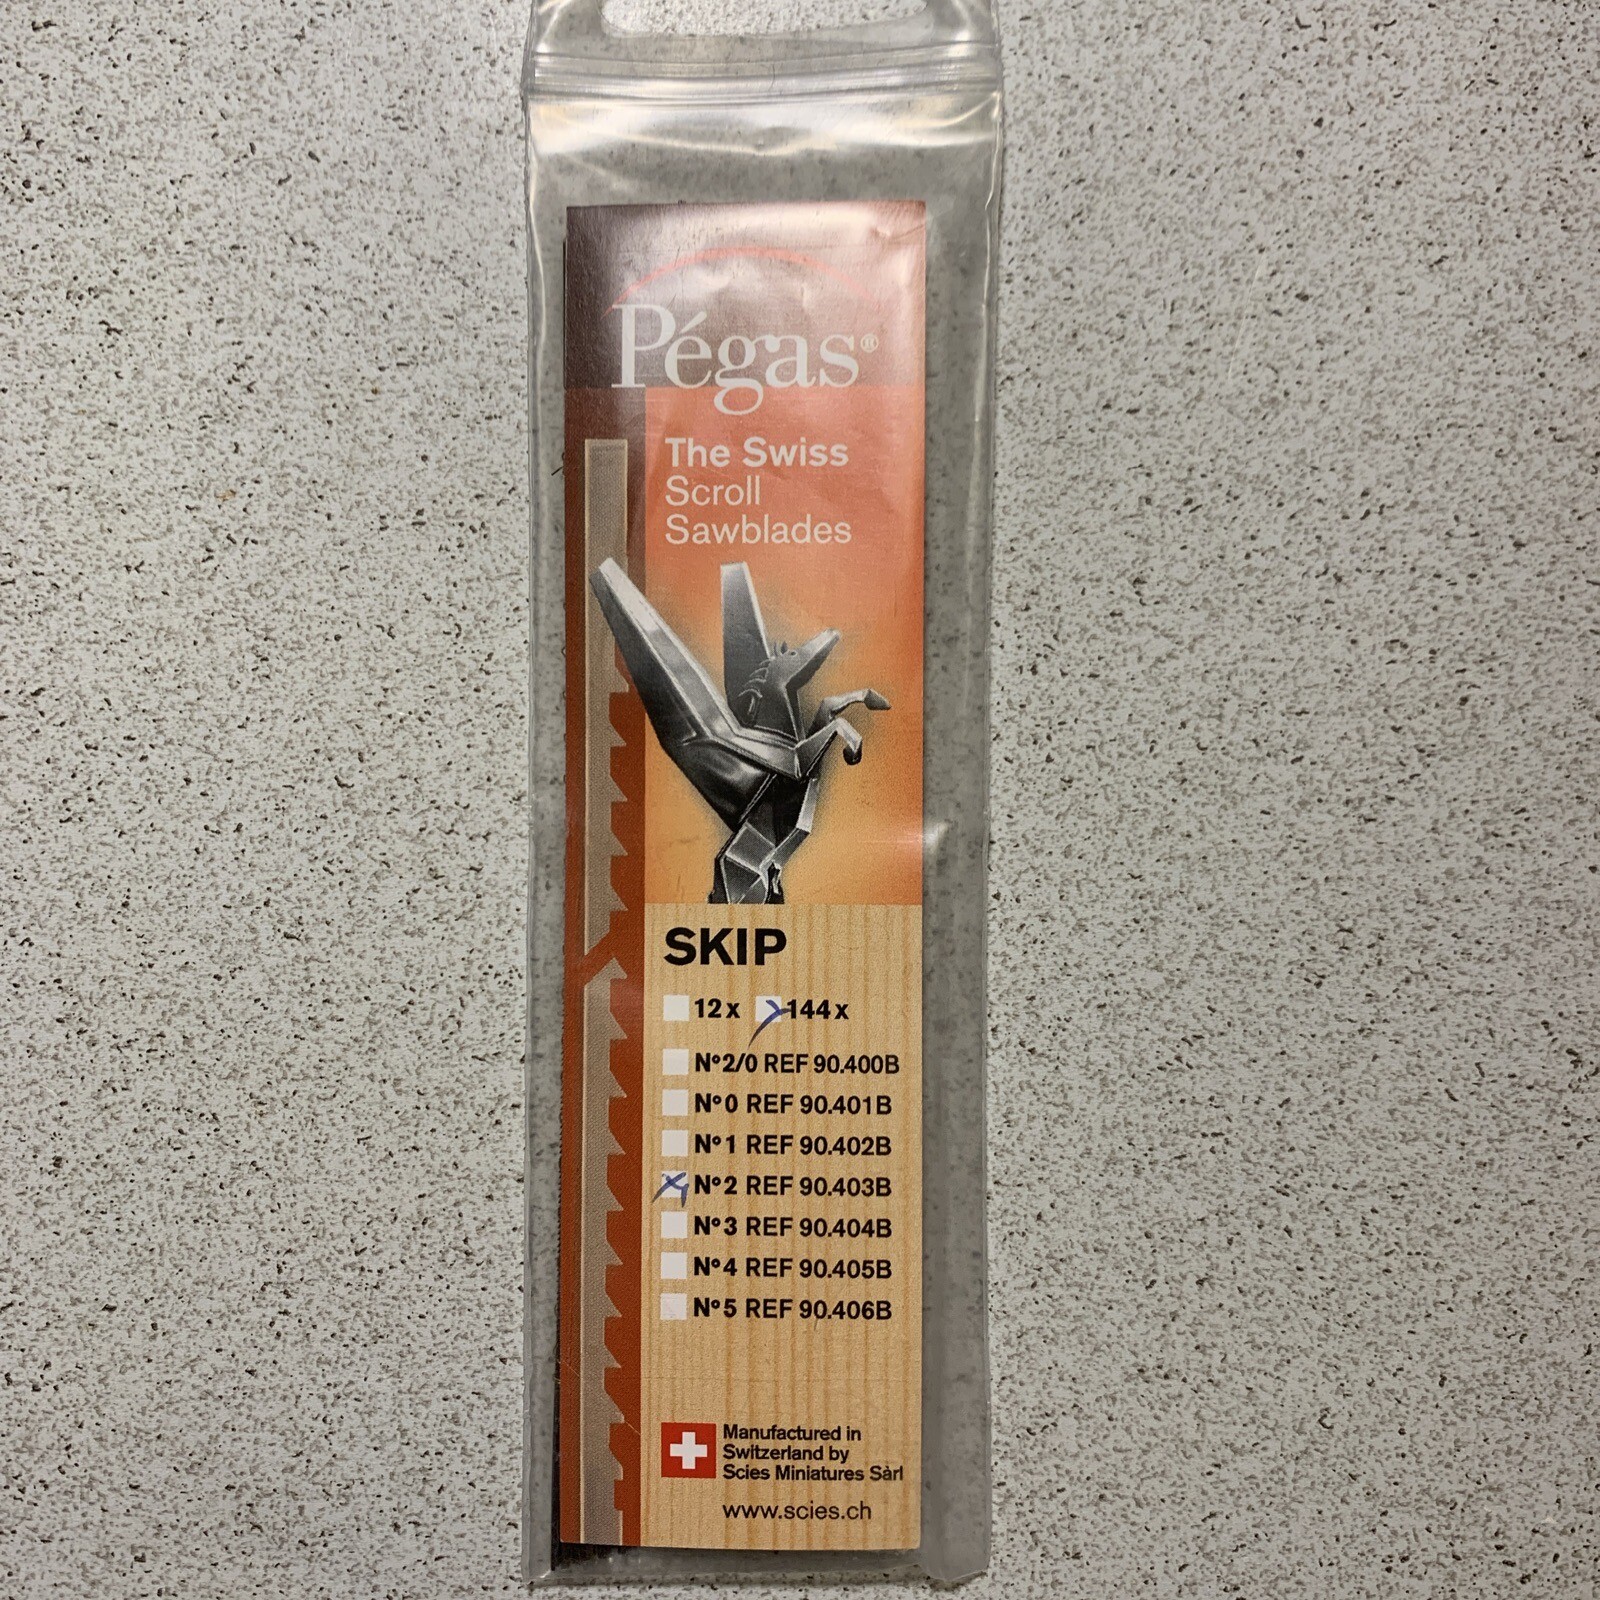 Pégas®
The Swiss
Scroll
Sawblades
SKIP
12x 144x
N°2/0 REF 90.400B
N°0 REF 90.401B
N°1 REF 90.402B
N°2 REF 90.403B
N°3 REF 90.404B
N°4 REF 90.405B
N°5 REF 90.406B
Manufactured in
Switzerland by
Scies Miniatures Sàrl
www.scies.ch